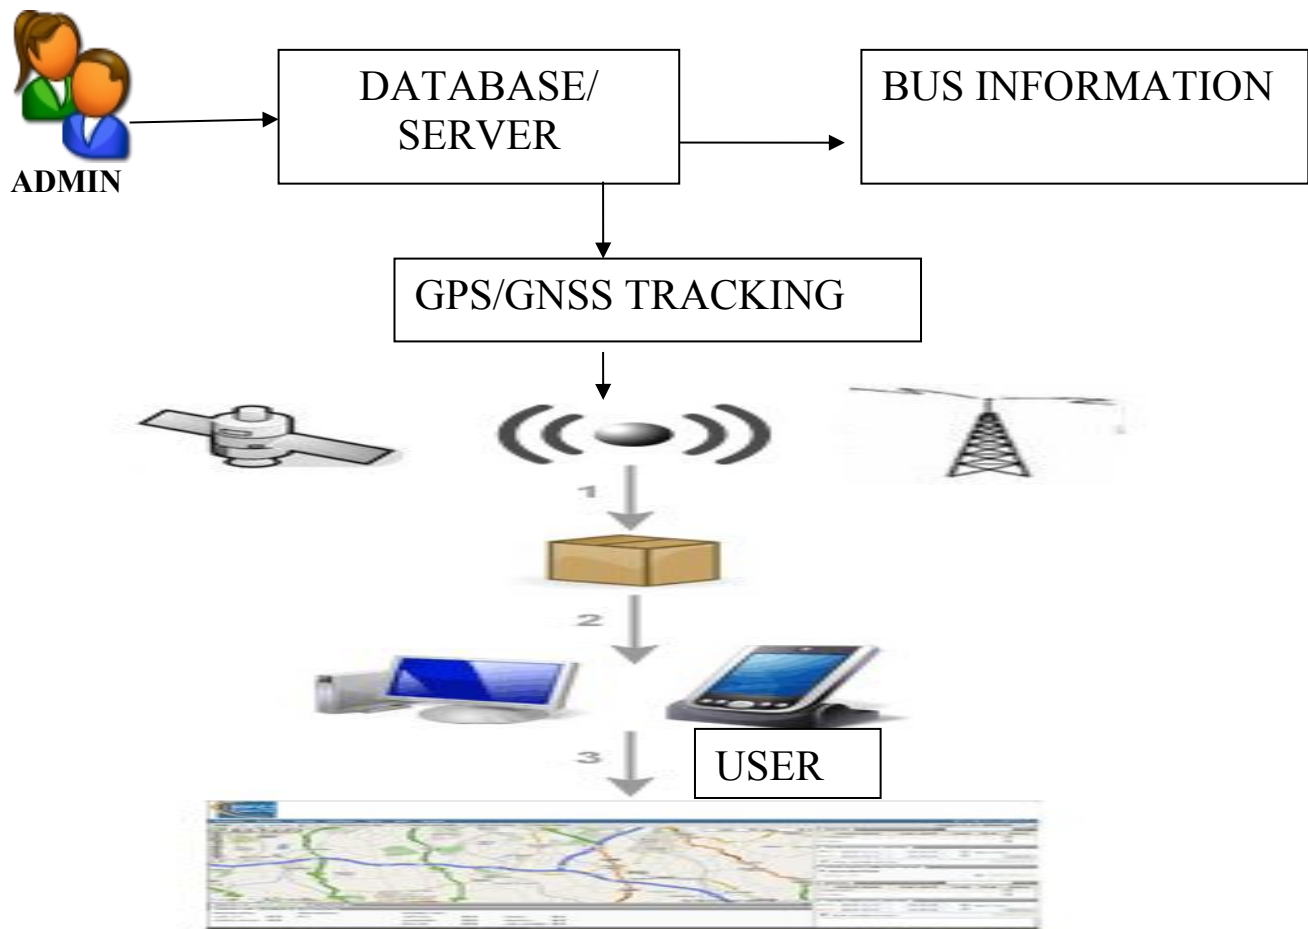 DATABASE/
SERVER
BUS INFORMATION
ADMIN
GPS/GNSS TRACKING
1
2
3
USER